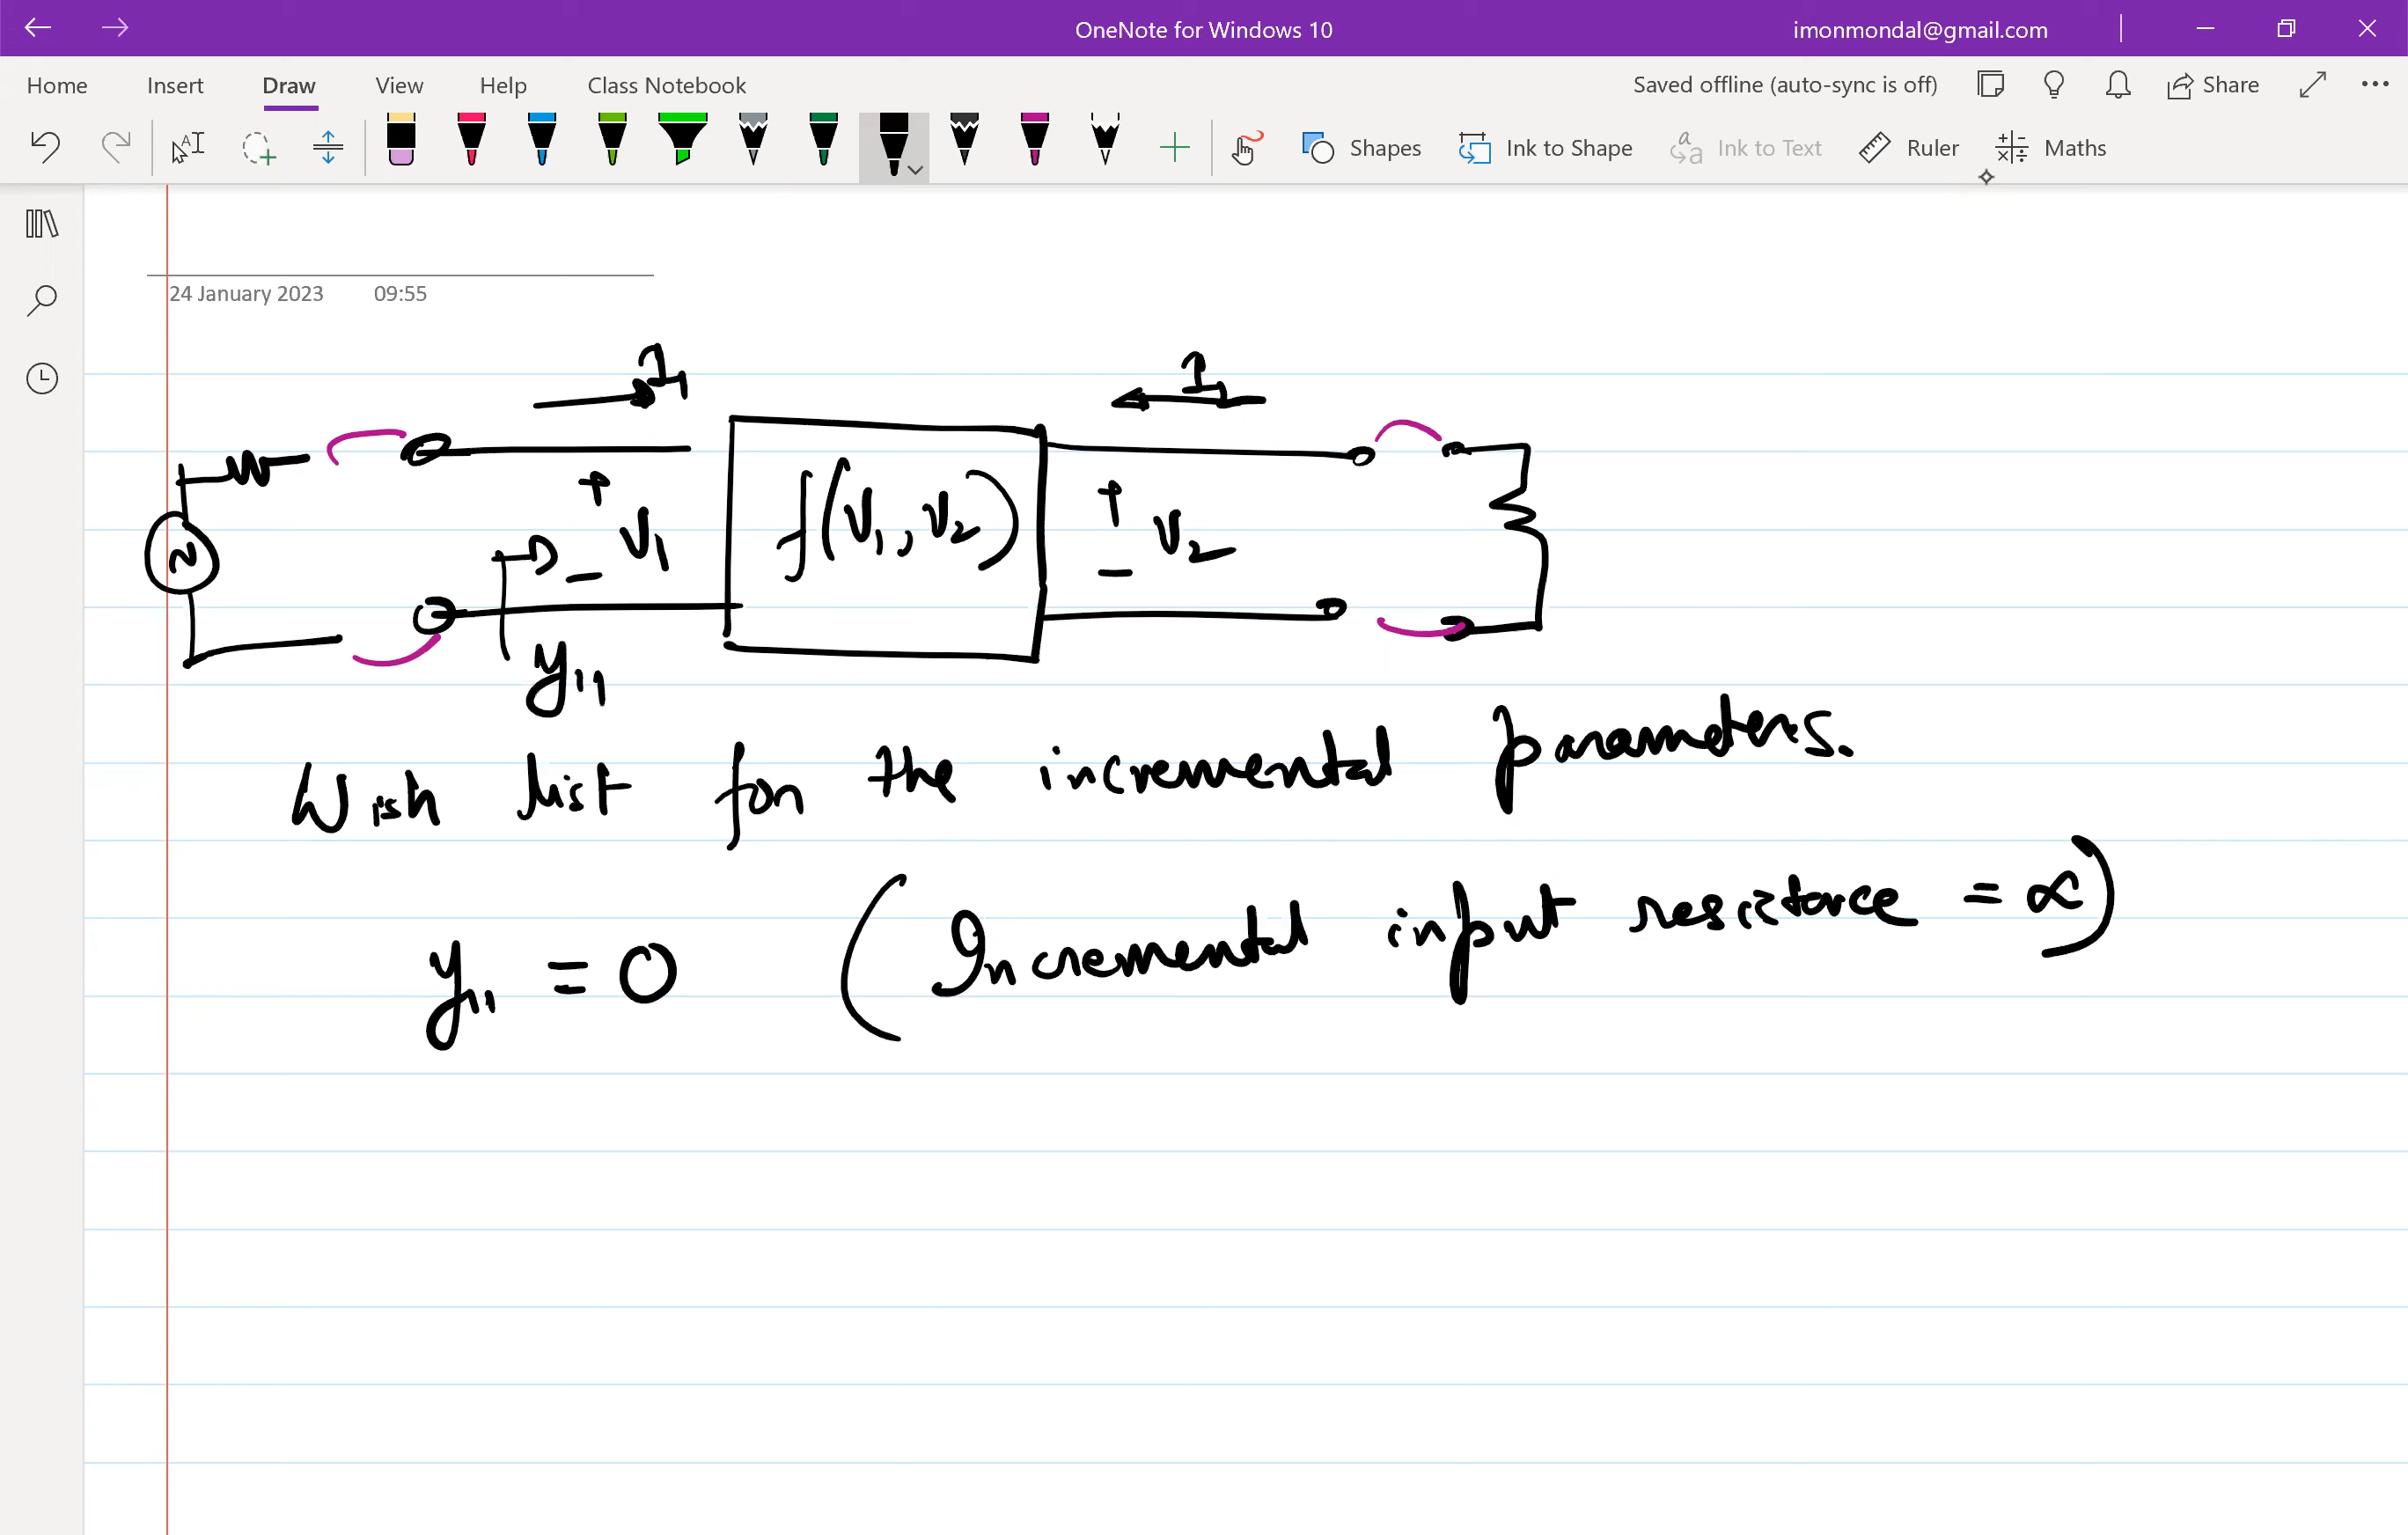 OneNote for Windows 10
imonmondal@gmail.com
Home Insert Draw View Help Class Notebook
Saved offline (auto-sync is off) Share
Shapes Ink to Shape Ink to Text Ruler Maths
24 January 2023 09:55
I1 I2
+ V1 - f(V1, V2) + V2 -
y11
Wish list for the incremental parameters.
y11 = 0 (Incremental input resistance = ∞)